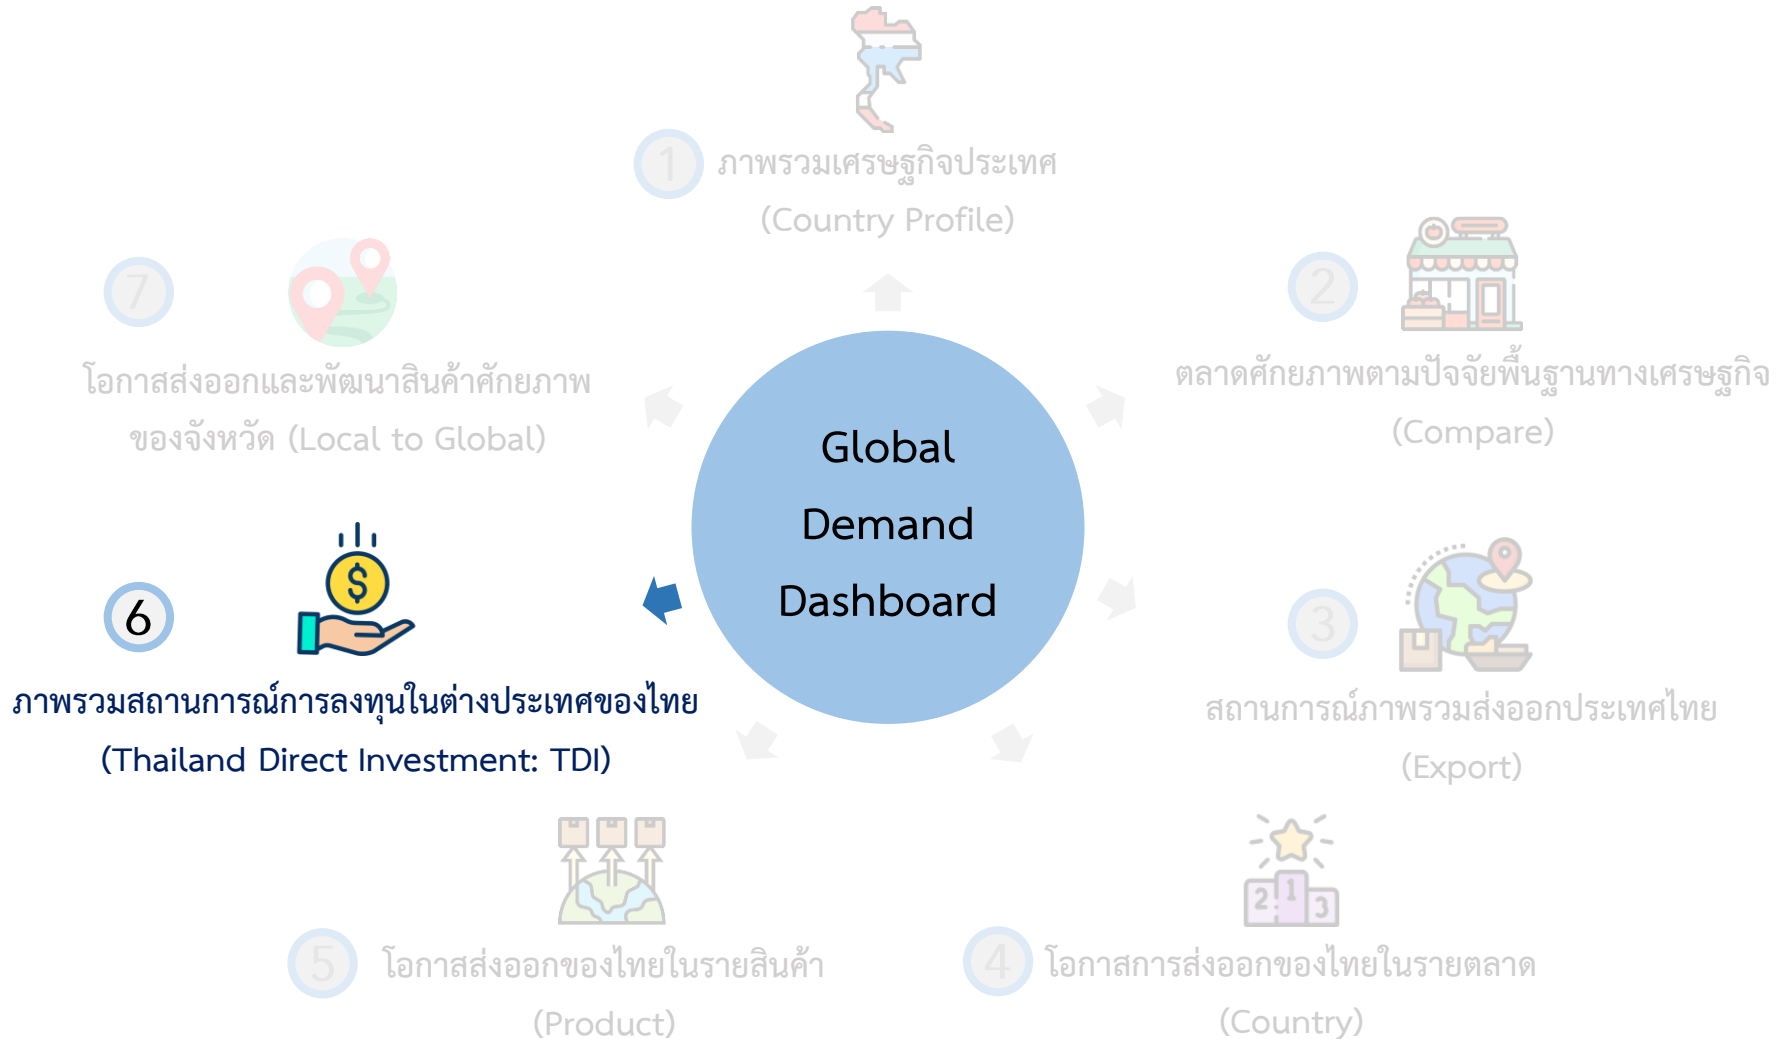 1
ภาพรวมเศรษฐกิจประเทศ
(Country Profile)
2
ตลาดศักยภาพตามปัจจัยพื้นฐานทางเศรษฐกิจ
(Compare)
3
สถานการณ์ภาพรวมส่งออกประเทศไทย
(Export)
2 1 3
4
โอกาสการส่งออกของไทยในรายตลาด
(Country)
5
โอกาสส่งออกของไทยในรายสินค้า
(Product)
$
6
ภาพรวมสถานการณ์การลงทุนในต่างประเทศของไทย
(Thailand Direct Investment: TDI)
7
โอกาสส่งออกและพัฒนาสินค้าศักยภาพ
ของจังหวัด (Local to Global)
Global
Demand
Dashboard